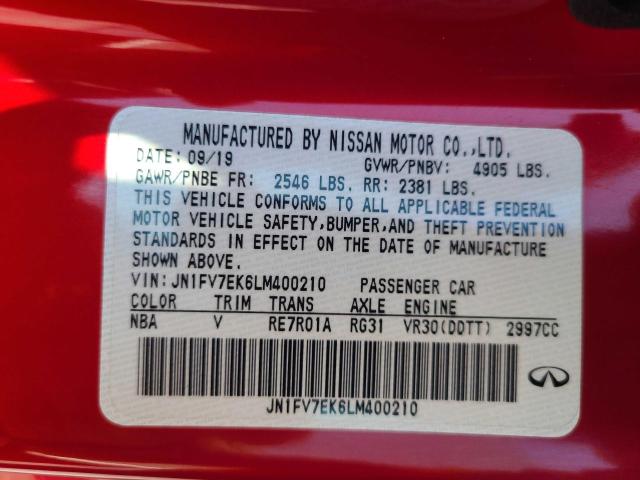 MANUFACTURED BY NISSAN MOTOR CO.,LTD.
DATE: 09/19 GVWR/PNBV: 4905 LBS.
GAWR/PNBE FR: 2546 LBS. RR: 2381 LBS.
THIS VEHICLE CONFORMS TO ALL APPLICABLE FEDERAL
MOTOR VEHICLE SAFETY,BUMPER,AND THEFT PREVENTION
STANDARDS IN EFFECT ON THE DATE OF MANUFACTURE
SHOWN ABOVE.
VIN:JN1FV7EK6LM400210 PASSENGER CAR
COLOR TRIM TRANS AXLE ENGINE
NBA V RE7R01A RG31 VR30(DDTT) 2997CC
JN1FV7EK6LM400210